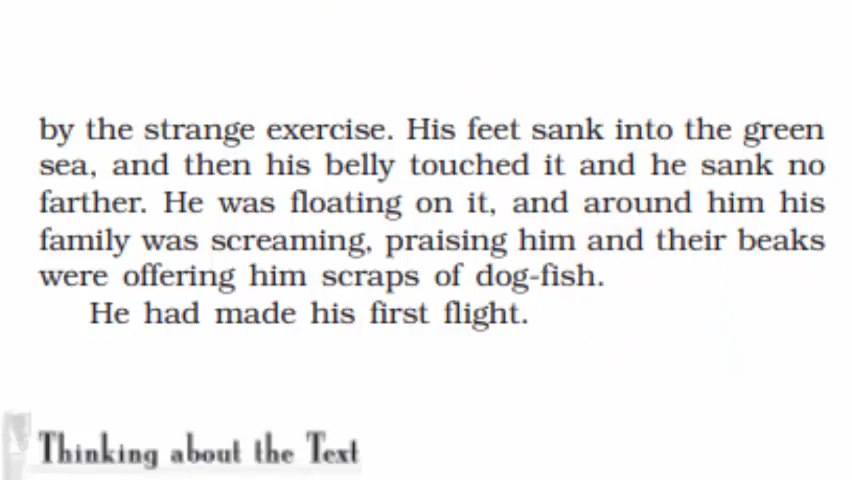 by the strange exercise. His feet sank into the green
sea, and then his belly touched it and he sank no
farther. He was floating on it, and around him his
family was screaming, praising him and their beaks
were offering him scraps of dog-fish.
He had made his first flight.
Thinking about the Text